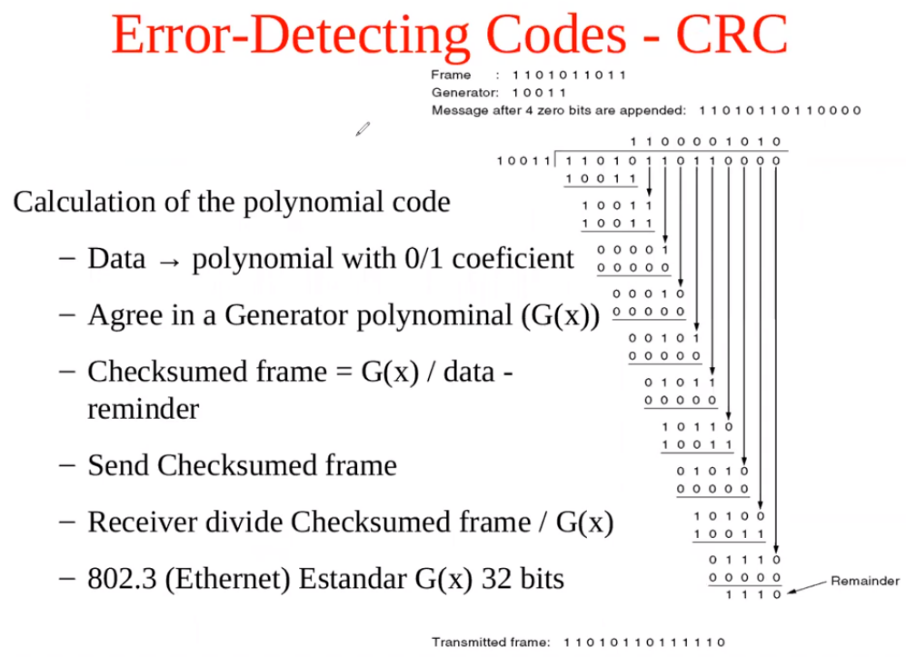 Error-Detecting Codes - CRC
Frame : 1 1 0 1 0 1 1 0 1 1
Generator: 1 0 0 1 1
Message after 4 zero bits are appended: 1 1 0 1 0 1 1 0 1 1 0 0 0 0
1 1 0 0 0 0 1 0 1 0
1 0 0 1 1 1 1 0 1 0 1 1 0 1 1 0 0 0 0
1 0 0 1 1
1 0 0 1 1
1 0 0 1 1
0 0 0 0 1
0 0 0 0 0
0 0 0 1 0
0 0 0 0 0
0 0 1 0 1
0 0 0 0 0
0 1 0 1 1
0 0 0 0 0
1 0 1 1 0
1 0 0 1 1
0 1 0 1 0
0 0 0 0 0
1 0 1 0 0
1 0 0 1 1
0 1 1 1 0
0 0 0 0 0
1 1 1 0
Remainder
Calculation of the polynomial code
– Data → polynomial with 0/1 coeficient
– Agree in a Generator polynominal (G(x))
– Checksumed frame = G(x) / data -
reminder
– Send Checksumed frame
– Receiver divide Checksumed frame / G(x)
– 802.3 (Ethernet) Estandar G(x) 32 bits
Transmitted frame: 1 1 0 1 0 1 1 0 1 1 1 1 1 0